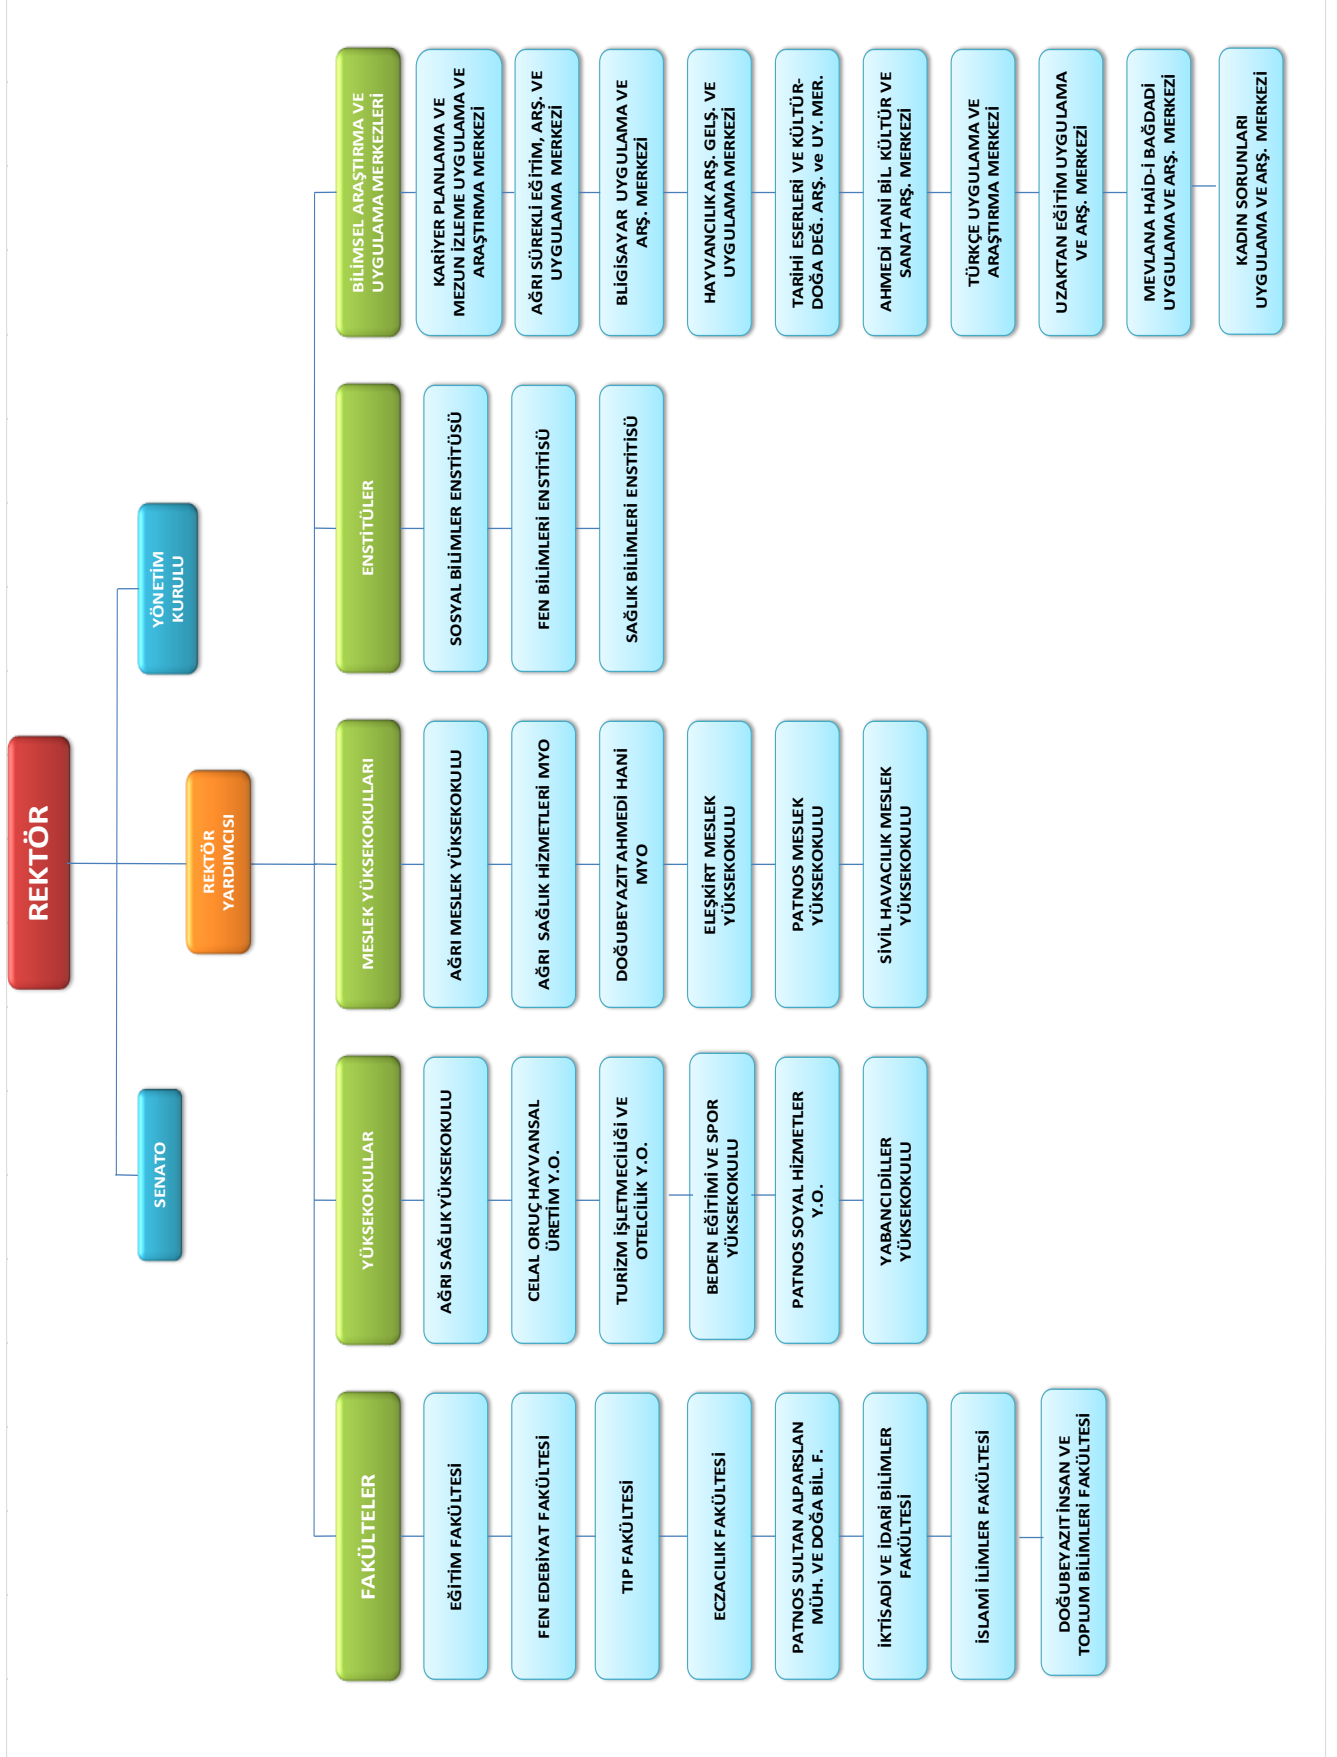 REKTÖR
SENATO
YÖNETİM
KURULU
REKTÖR
YARDIMCISI
FAKÜLTELER
EĞİTİM FAKÜLTESİ
FEN EDEBİYAT FAKÜLTESİ
TIP FAKÜLTESİ
ECZACILIK FAKÜLTESİ
PATNOS SULTAN ALPARSLAN
MÜH. VE DOĞA BİL. F.
İKTİSADİ VE İDARİ BİLİMLER
FAKÜLTESİ
İSLAMİ İLİMLER FAKÜLTESİ
DOĞUBEYAZIT İNSAN VE
TOPLUM BİLİMLERİ FAKÜLTESİ
YÜKSEKOKULLAR
AĞRI SAĞLIK YÜKSEKOKULU
CELAL ORUÇ HAYVANSAL
ÜRETİM Y.O.
TURİZM İŞLETMECİLİĞİ VE
OTELCİLİK Y.O.
BEDEN EĞİTİMİ VE SPOR
YÜKSEKOKULU
PATNOS SOYAL HİZMETLER
Y.O.
YABANCI DİLLER
YÜKSEKOKULU
MESLEK YÜKSEKOKULLARI
AĞRI MESLEK YÜKSEKOKULU
AĞRI SAĞLIK HİZMETLERİ MYO
DOĞUBEYAZIT AHMEDİ HANİ
MYO
ELEŞKİRT MESLEK
YÜKSEKOKULU
PATNOS MESLEK
YÜKSEKOKULU
SİVİL HAVACILIK MESLEK
YÜKSEKOKULU
ENSTİTÜLER
SOSYAL BİLİMLER ENSTİTÜSÜ
FEN BİLİMLERİ ENSTİTİSÜ
SAĞLIK BİLİMLERİ ENSTİTİSÜ
BİLİMSEL ARAŞTIRMA VE
UYGULAMA MERKEZLERİ
KARİYER PLANLAMA VE
MEZUN İZLEME UYGULAMA VE
ARAŞTIRMA MERKEZİ
AĞRI SÜREKLİ EĞİTİM, ARŞ. VE
UYGULAMA MERKEZİ
BLİGİSAYAR UYGULAMA VE
ARŞ. MERKEZİ
HAYVANCILIK ARŞ. GELŞ. VE
UYGULAMA MERKEZİ
TARİHİ ESERLERİ VE KÜLTÜR-
DOĞA DEĞ. ARŞ. ve UY. MER.
AHMEDİ HANİ BİL. KÜLTÜR VE
SANAT ARŞ. MERKEZİ
TÜRKÇE UYGULAMA VE
ARAŞTIRMA MERKEZİ
UZAKTAN EĞİTİM UYGULAMA
VE ARŞ. MERKEZİ
MEVLANA HAİD-İ BAĞDADİ
UYGULAMA VE ARŞ. MERKEZİ
KADIN SORUNLARI
UYGULAMA VE ARŞ. MERKEZİ